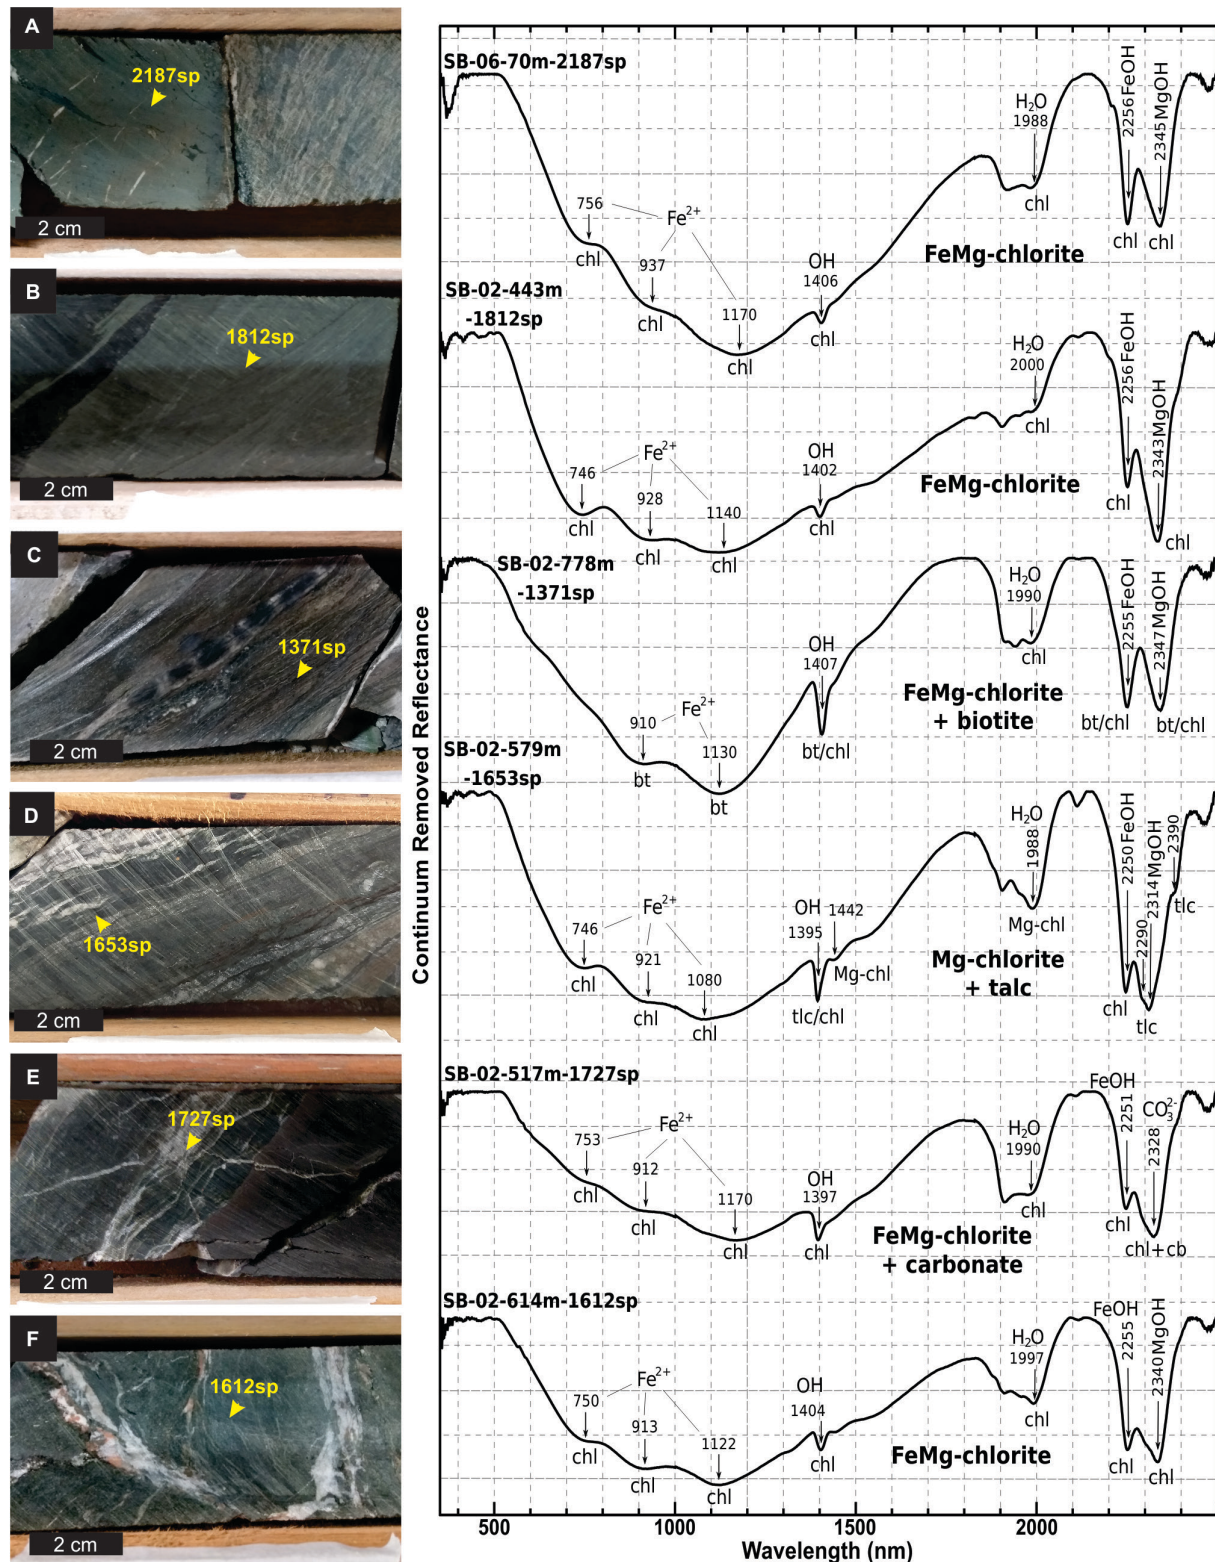 A
2187sp
2 cm
B
1812sp
2 cm
C
1371sp
2 cm
D
1653sp
2 cm
E
1727sp
2 cm
F
1612sp
2 cm
Continuum Removed Reflectance
SB-06-70m-2187sp
756
Fe2+
937
1170
chl
chl
chl
OH
1406
chl
H2O
1988
chl
2256 FeOH
2345 MgOH
chl
chl
FeMg-chlorite
SB-02-443m
-1812sp
746
Fe2+
928
1140
chl
chl
chl
OH
1402
chl
H2O
2000
chl
2256 FeOH
2343 MgOH
chl
chl
FeMg-chlorite
SB-02-778m
-1371sp
910
Fe2+
1130
bt
bt
OH
1407
bt/chl
H2O
1990
chl
2255 FeOH
2347 MgOH
bt/chl
bt/chl
FeMg-chlorite
+ biotite
SB-02-579m
-1653sp
746
Fe2+
921
1080
chl
chl
chl
OH
1395
1442
Mg-chl
tlc/chl
H2O
1988
Mg-chl
2250 FeOH
2290
2314 MgOH
2390
tlc
chl
tlc
Mg-chlorite
+ talc
SB-02-517m-1727sp
753
Fe2+
912
1170
chl
chl
chl
OH
1397
chl
H2O
1990
chl
FeOH
2251
CO3 2-
2328
chl
chl+cb
FeMg-chlorite
+ carbonate
SB-02-614m-1612sp
750
Fe2+
913
1122
chl
chl
chl
OH
1404
chl
H2O
1997
chl
FeOH
2255
2340 MgOH
chl
chl
FeMg-chlorite
500 1000 1500 2000
Wavelength (nm)